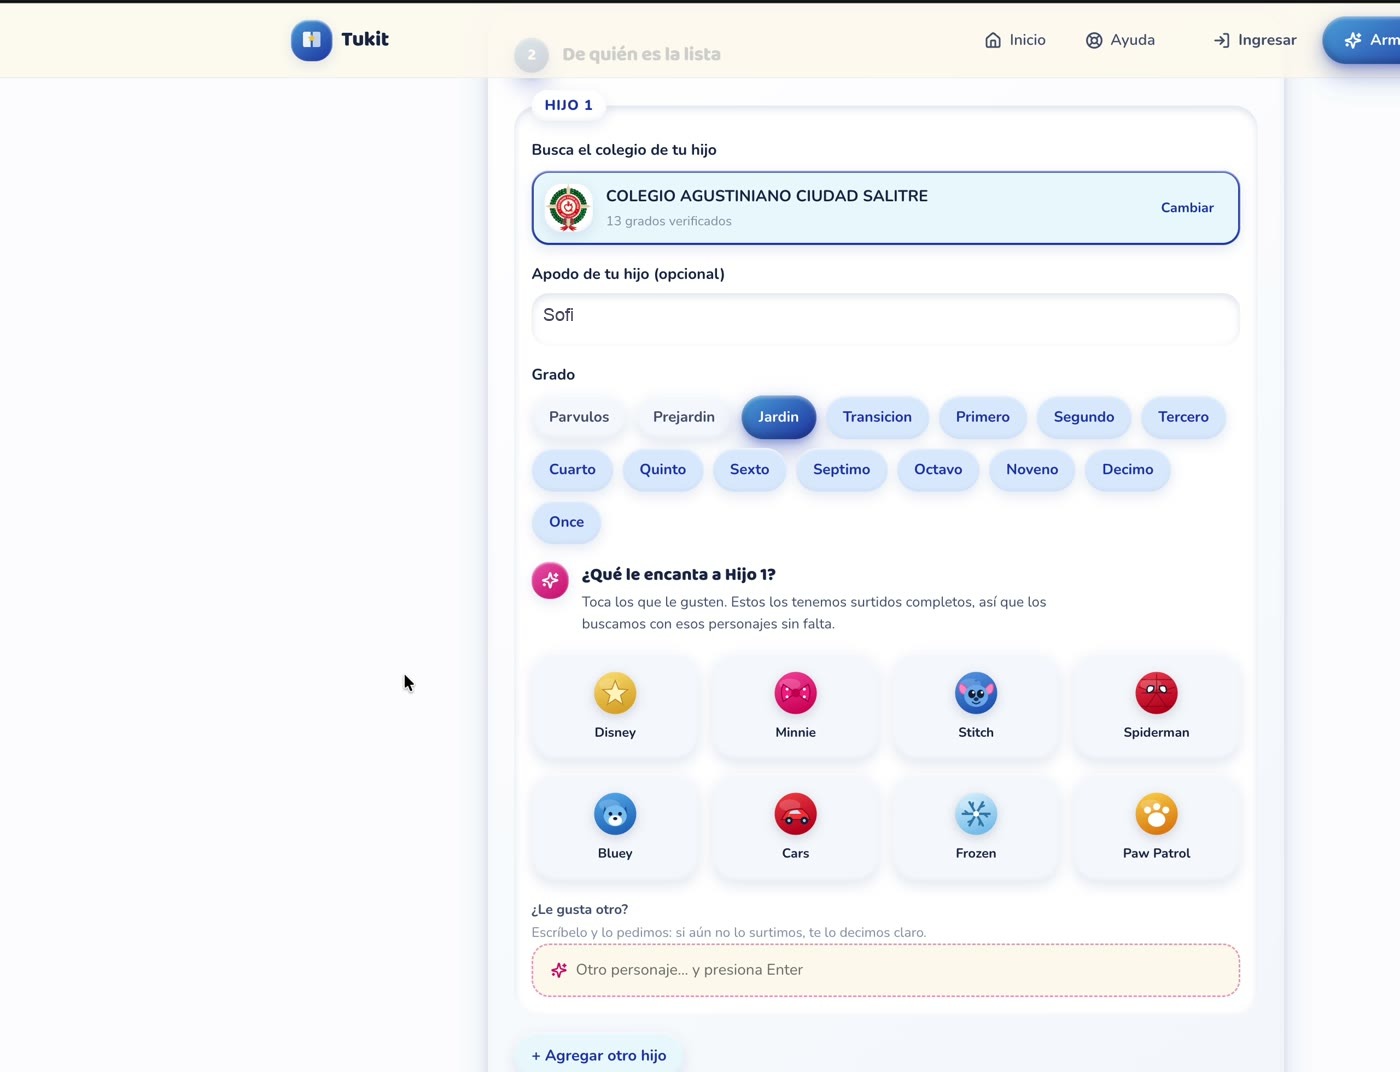 Tukit
Inicio
Ayuda
Ingresar
Arm
2 De quién es la lista
HIJO 1
Busca el colegio de tu hijo
COLEGIO AGUSTINIANO CIUDAD SALITRE
13 grados verificados
Cambiar
Apodo de tu hijo (opcional)
Sofi
Grado
Parvulos Prejardin Jardin Transicion Primero Segundo Tercero
Cuarto Quinto Sexto Septimo Octavo Noveno Decimo
Once
¿Qué le encanta a Hijo 1?
Toca los que le gusten. Estos los tenemos surtidos completos, así que los
buscamos con esos personajes sin falta.
Disney Minnie Stitch Spiderman
Bluey Cars Frozen Paw Patrol
¿Le gusta otro?
Escríbelo y lo pedimos: si aún no lo surtimos, te lo decimos claro.
Otro personaje... y presiona Enter
+ Agregar otro hijo